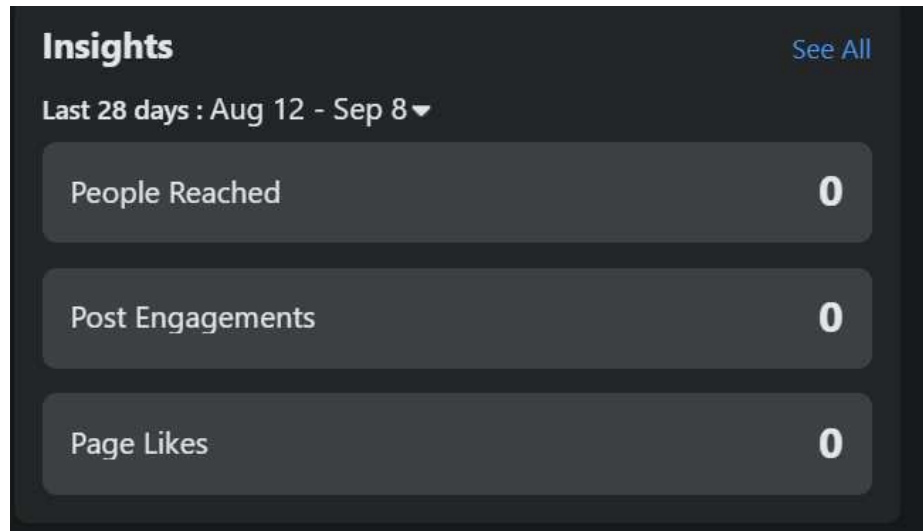 Insights See All
Last 28 days : Aug 12 - Sep 8
People Reached 0
Post Engagements 0
Page Likes 0